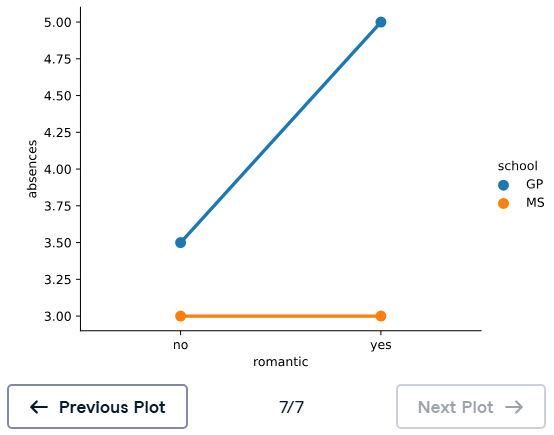 5.00
4.75
4.50
4.25
4.00
3.75
3.50
3.25
3.00
absences
no yes
romantic
school
GP
MS
← Previous Plot 7/7 Next Plot →